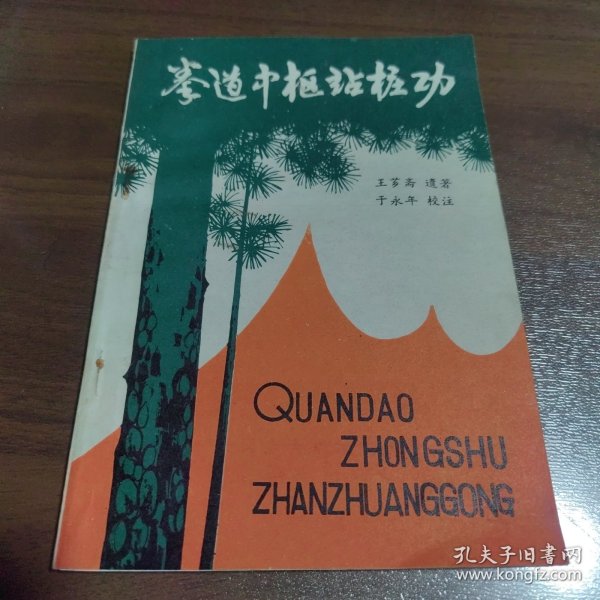 拳道中枢站桩功
王芗斋 遗著
于永年 校注
QUANDAO
ZHONGSHU
ZHANZHUANGGONG
孔夫子旧书网
www.kongfz.com